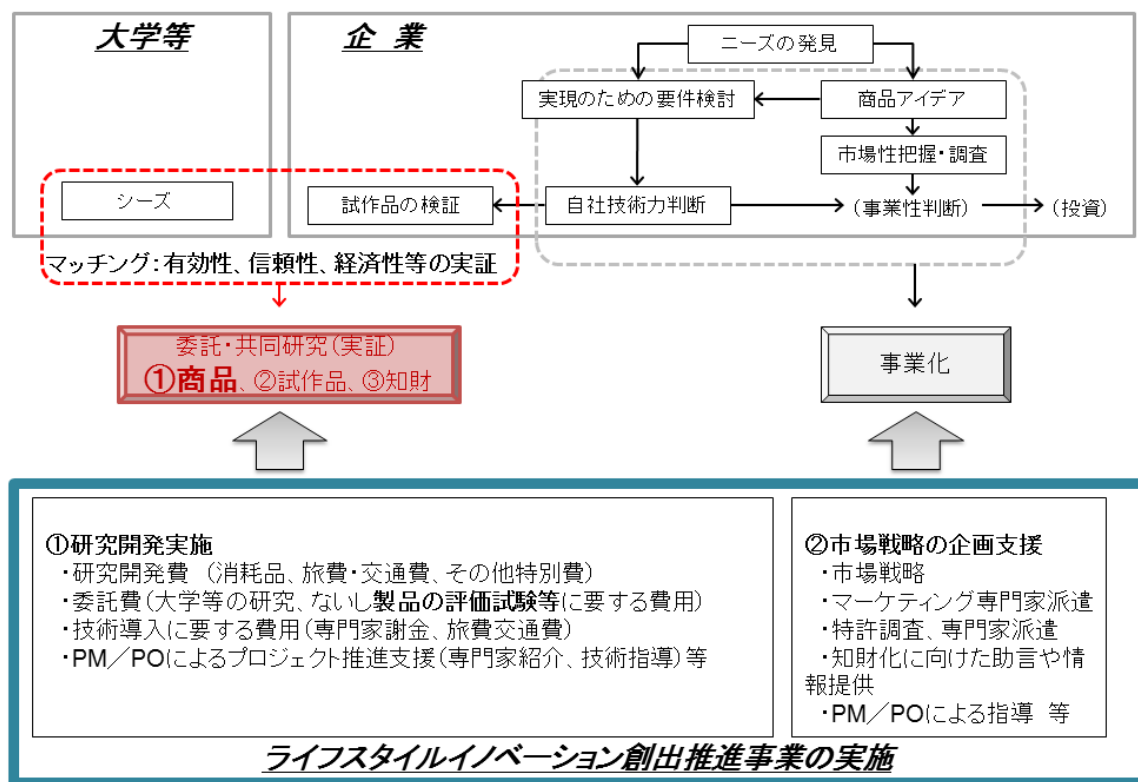 大学等
企　業
ニーズの発見
実現のための要件検討
商品アイデア
市場性把握・調査
シーズ
試作品の検証
自社技術力判断
(事業性判断)
(投資)
マッチング：有効性、信頼性、経済性等の実証
委託・共同研究(実証)
①商品、②試作品、③知財
事業化
①研究開発実施
・研究開発費　(消耗品、旅費・交通費、その他特別費)
・委託費(大学等の研究、ないし製品の評価試験等に要する費用)
・技術導入に要する費用(専門家謝金、旅費交通費)
・PM／POによるプロジェクト推進支援(専門家紹介、技術指導)等
②市場戦略の企画支援
・市場戦略
・マーケティング専門家派遣
・特許調査、専門家派遣
・知財化に向けた助言や情
報提供
・PM／POによる指導　等
ライフスタイルイノベーション創出推進事業の実施